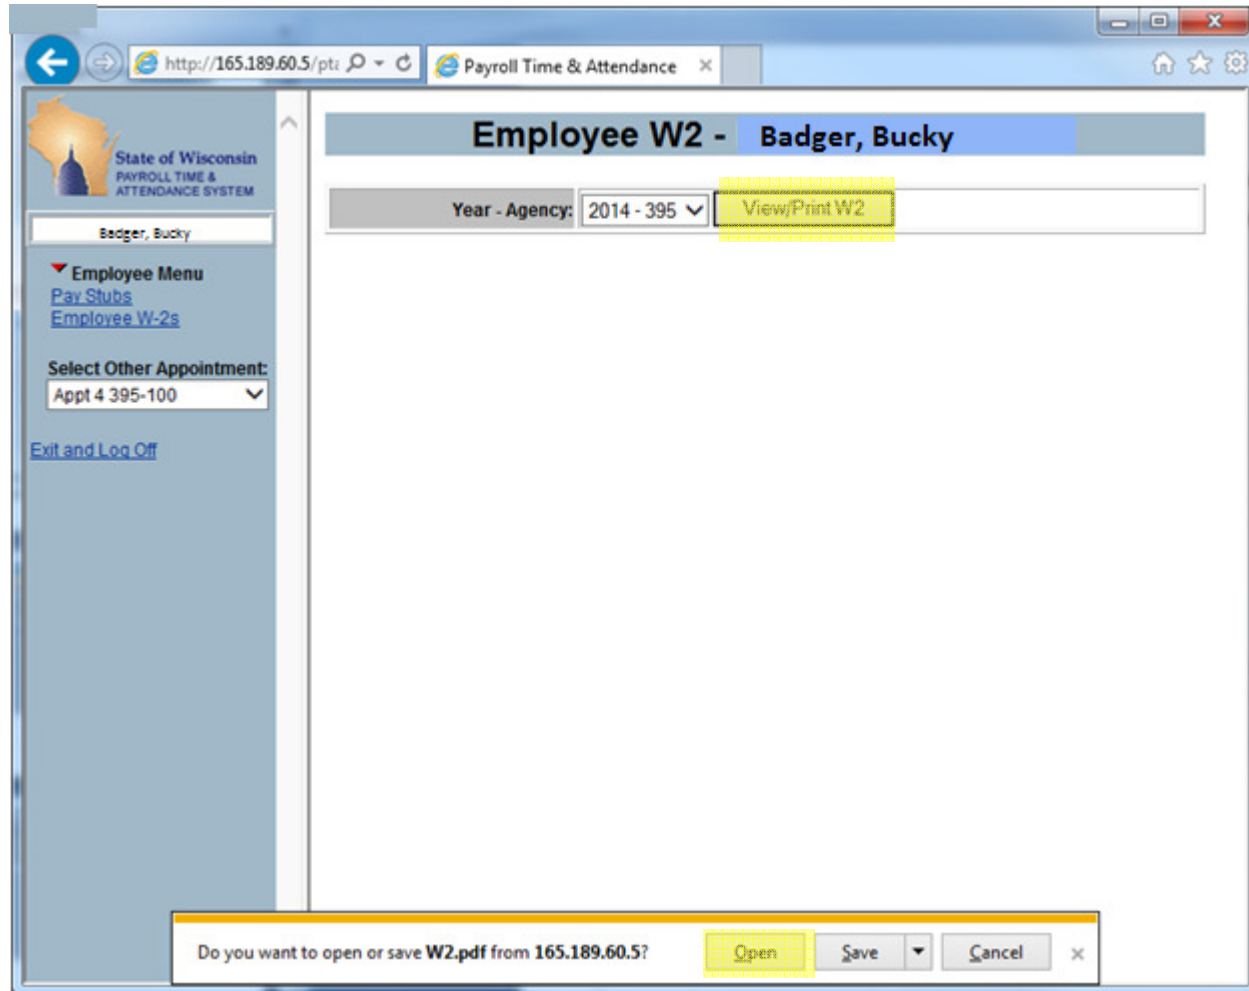 http://165.189.60.5/pta
Payroll Time & Attendance
State of Wisconsin
PAYROLL TIME &
ATTENDANCE SYSTEM
Badger, Bucky
Employee Menu
Pay Stubs
Employee W-2s
Select Other Appointment:
Appt 4 395-100
Exit and Log Off
Employee W2 - Badger, Bucky
Year - Agency: 2014 - 395 View/Print W2
Do you want to open or save W2.pdf from 165.189.60.5? Open Save Cancel